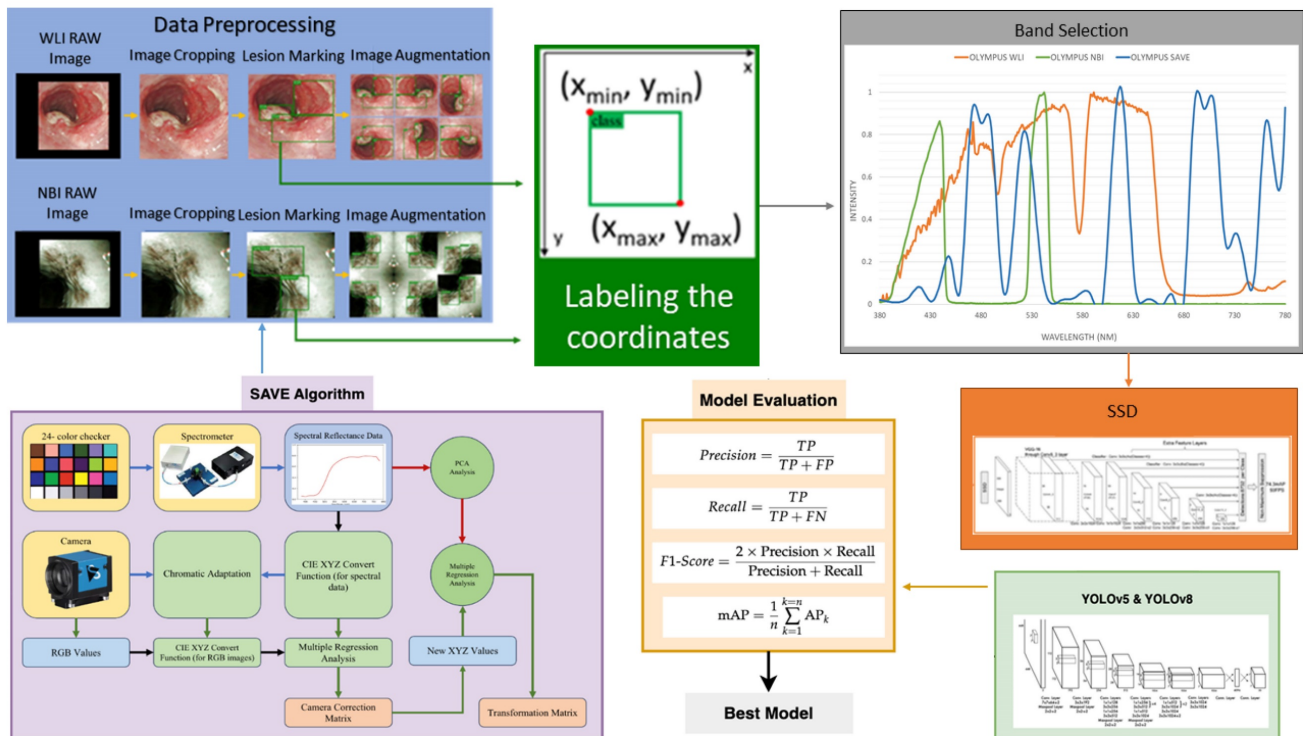 Data Preprocessing
WLI RAW
Image
Image Cropping
Lesion Marking
Image Augmentation
NBI RAW
Image
Image Cropping
Lesion Marking
Image Augmentation
x
(xmin, ymin)
class
(xmax, ymax)
y
Labeling the
coordinates
Band Selection
OLYMPUS WLI
OLYMPUS NBI
OLYMPUS SAVE
INTENSITY
1
0.8
0.6
0.4
0.2
0
380
430
480
530
580
630
680
730
780
WAVELENGTH (NM)
SAVE Algorithm
24- color checker
Spectrometer
Spectral Reflectance Data
PCA
Analysis
Camera
Chromatic Adaptation
CIE XYZ Convert
Function (for spectral
data)
Multiple
Regression
Analysis
RGB Values
CIE XYZ Convert
Function (for RGB images)
Multiple Regression
Analysis
New XYZ Values
Camera Correction
Matrix
Transformation Matrix
Model Evaluation
Precision = TP / TP + FP
Recall = TP / TP + FN
F1-Score = 2 × Precision × Recall / Precision + Recall
mAP = 1/n ∑ k=1 k=n APk
Best Model
SSD
Extra Feature Layers
YOLOv5 & YOLOv8